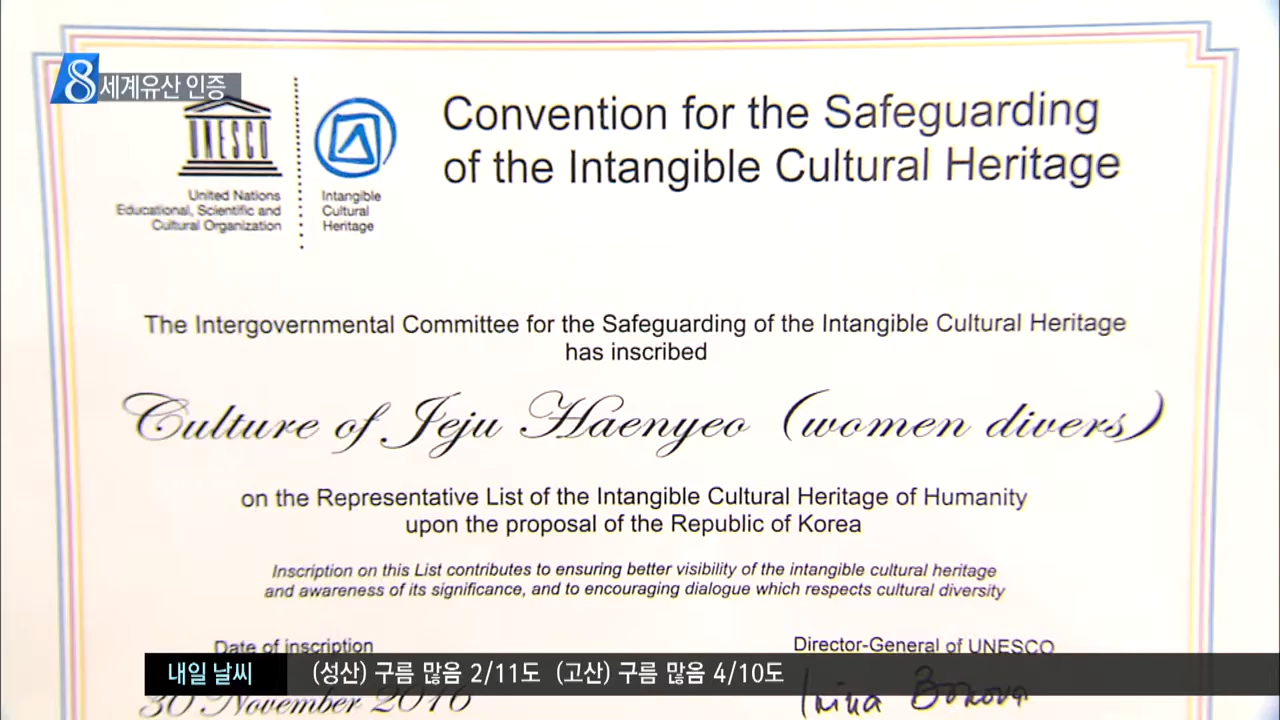 8 세계유산 인증
UNESCO
United Nations
Educational, Scientific and
Cultural Organization
Intangible
Cultural
Heritage
Convention for the Safeguarding
of the Intangible Cultural Heritage
The Intergovernmental Committee for the Safeguarding of the Intangible Cultural Heritage
has inscribed
Culture of Jeju Haenyeo (women divers)
on the Representative List of the Intangible Cultural Heritage of Humanity
upon the proposal of the Republic of Korea
Inscription on this List contributes to ensuring better visibility of the intangible cultural heritage
and awareness of its significance, and to encouraging dialogue which respects cultural diversity
Date of inscription
Director-General of UNESCO
내일 날씨 (성산) 구름 많음 2/11도 (고산) 구름 많음 4/10도
30 November 2016
Irina Bokova